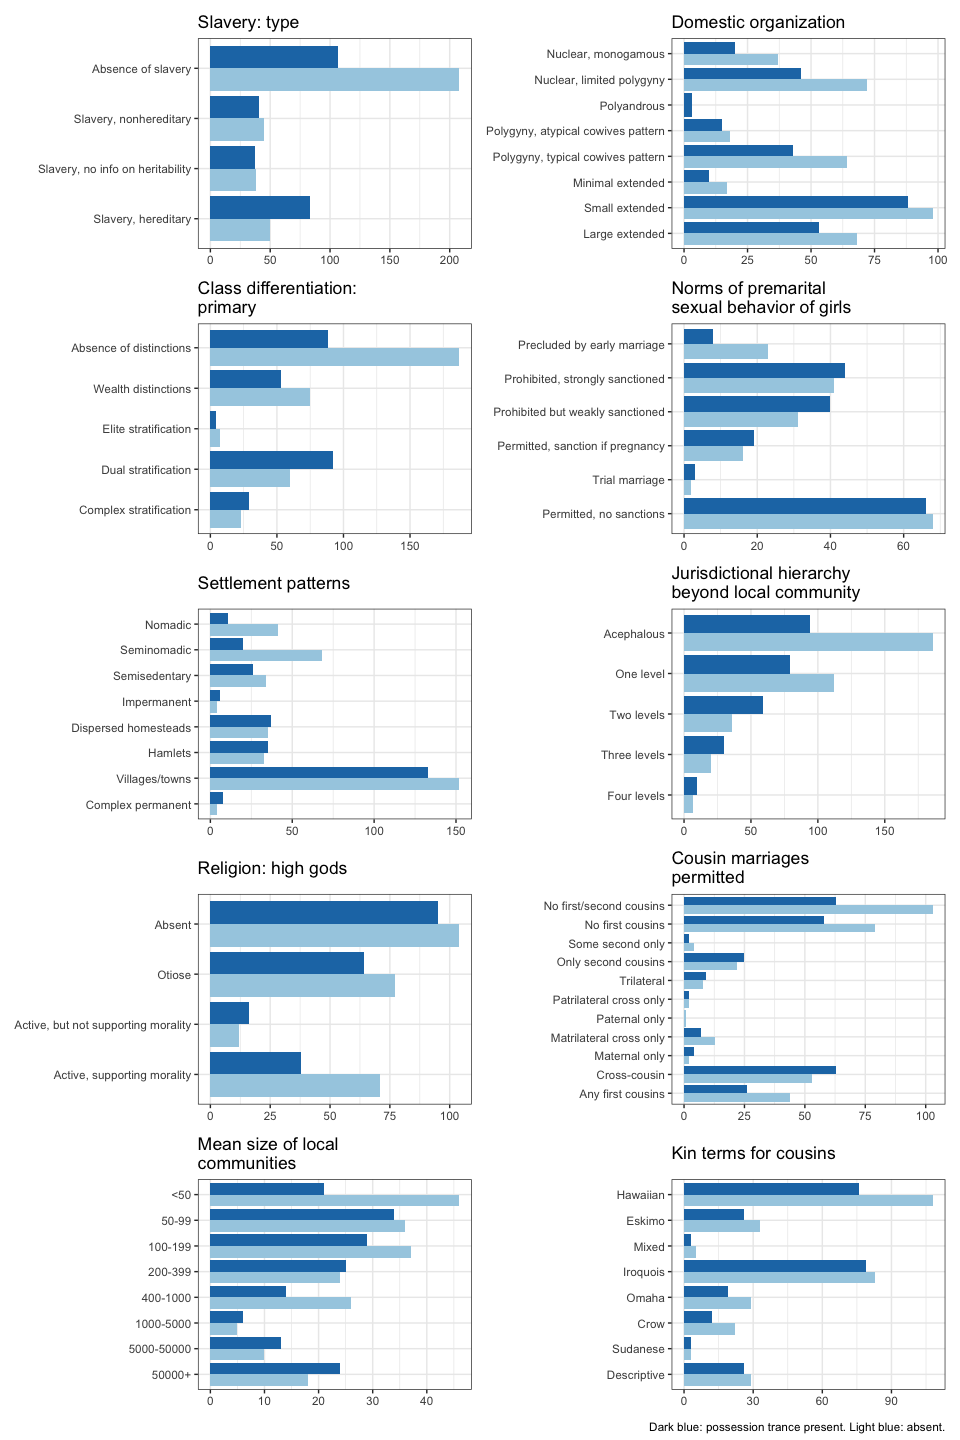 Slavery: type
Absence of slavery
Slavery, nonhereditary
Slavery, no info on heritability
Slavery, hereditary
0 50 100 150 200
Domestic organization
Nuclear, monogamous
Nuclear, limited polygyny
Polyandrous
Polygyny, atypical cowives pattern
Polygyny, typical cowives pattern
Minimal extended
Small extended
Large extended
0 25 50 75 100
Class differentiation:
primary
Absence of distinctions
Wealth distinctions
Elite stratification
Dual stratification
Complex stratification
0 50 100 150
Norms of premarital
sexual behavior of girls
Precluded by early marriage
Prohibited, strongly sanctioned
Prohibited but weakly sanctioned
Permitted, sanction if pregnancy
Trial marriage
Permitted, no sanctions
0 20 40 60
Settlement patterns
Nomadic
Seminomadic
Semisedentary
Impermanent
Dispersed homesteads
Hamlets
Villages/towns
Complex permanent
0 50 100 150
Jurisdictional hierarchy
beyond local community
Acephalous
One level
Two levels
Three levels
Four levels
0 50 100 150
Religion: high gods
Absent
Otiose
Active, but not supporting morality
Active, supporting morality
0 25 50 75 100
Cousin marriages
permitted
No first/second cousins
No first cousins
Some second only
Only second cousins
Trilateral
Patrilateral cross only
Paternal only
Matrilateral cross only
Maternal only
Cross-cousin
Any first cousins
0 25 50 75 100
Mean size of local
communities
<50
50-99
100-199
200-399
400-1000
1000-5000
5000-50000
50000+
0 10 20 30 40
Kin terms for cousins
Hawaiian
Eskimo
Mixed
Iroquois
Omaha
Crow
Sudanese
Descriptive
0 30 60 90
Dark blue: possession trance present. Light blue: absent.